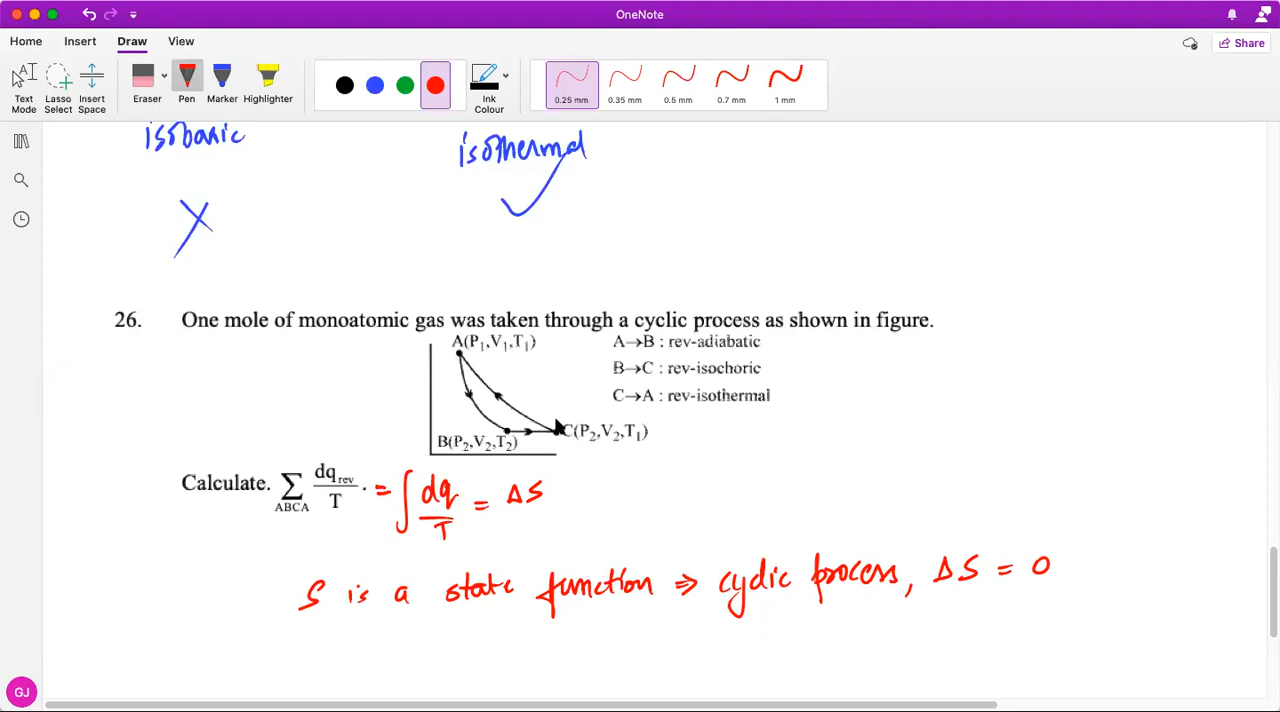 OneNote
Home Insert Draw View
Share
Text Mode
Lasso Select
Insert Space
Eraser
Pen
Marker
Highlighter
Ink Colour
0.25 mm
0.35 mm
0.5 mm
0.7 mm
1 mm
isobaric
isothermal
26. One mole of monoatomic gas was taken through a cyclic process as shown in figure.
A(P₁,V₁,T₁)
A→B : rev-adiabatic
B→C : rev-isochoric
C→A : rev-isothermal
B(P₂,V₂,T₂)
C(P₂,V₂,T₁)
Calculate. ∑ABCA dq_rev/T . = ∫ dq/T = ΔS
S is a state function ⇒ cyclic process, ΔS = 0
GJ